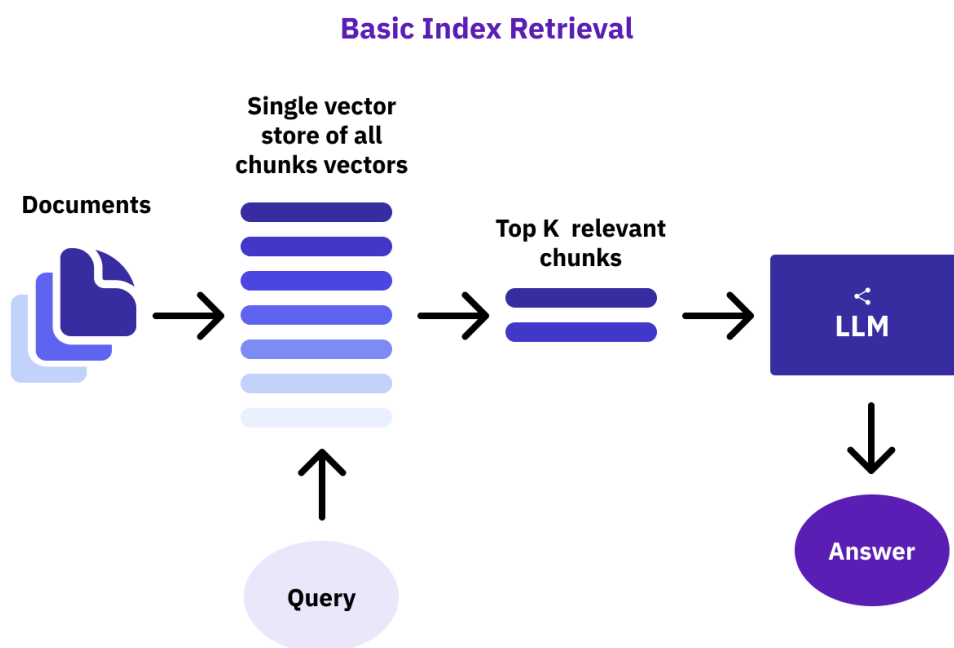 Basic Index Retrieval
Single vector
store of all
chunks vectors
Documents
Top K relevant
chunks
LLM
Query
Answer